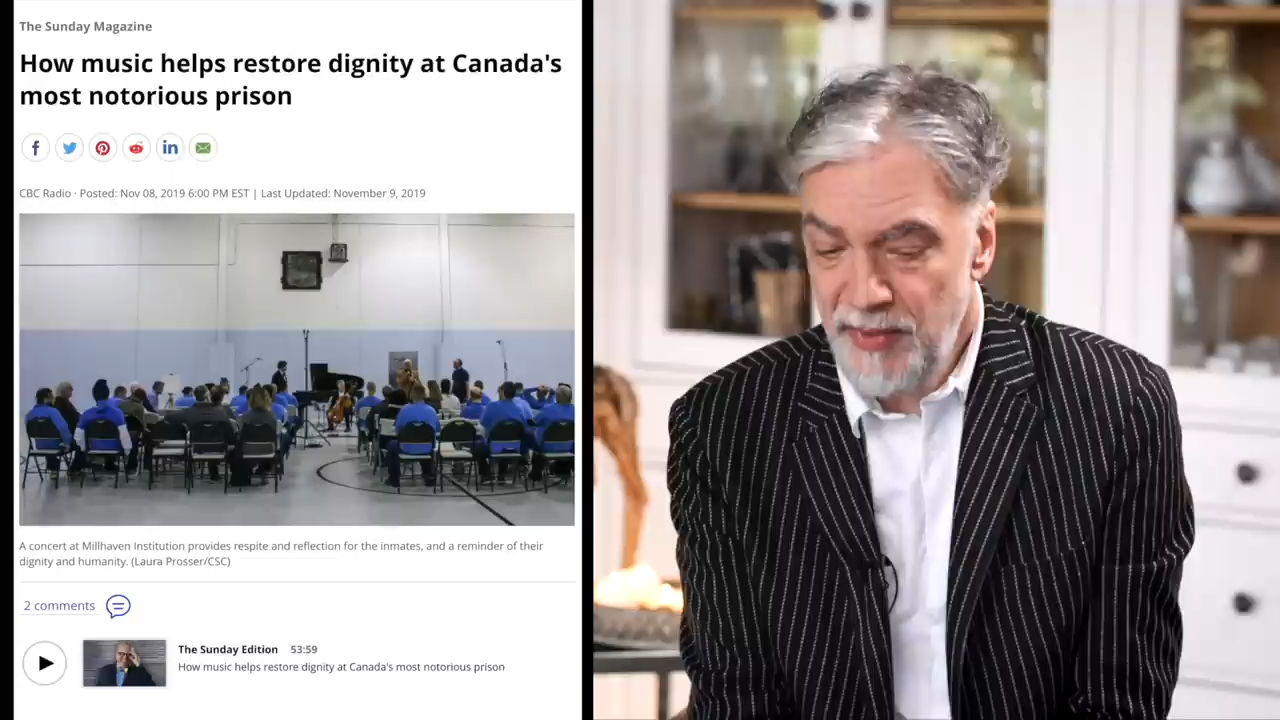 The Sunday Magazine
How music helps restore dignity at Canada's
most notorious prison
CBC Radio · Posted: Nov 08, 2019 6:00 PM EST | Last Updated: November 9, 2019
A concert at Millhaven Institution provides respite and reflection for the inmates, and a reminder of their
dignity and humanity. (Laura Prosser/CSC)
2 comments
The Sunday Edition 53:59
How music helps restore dignity at Canada's most notorious prison